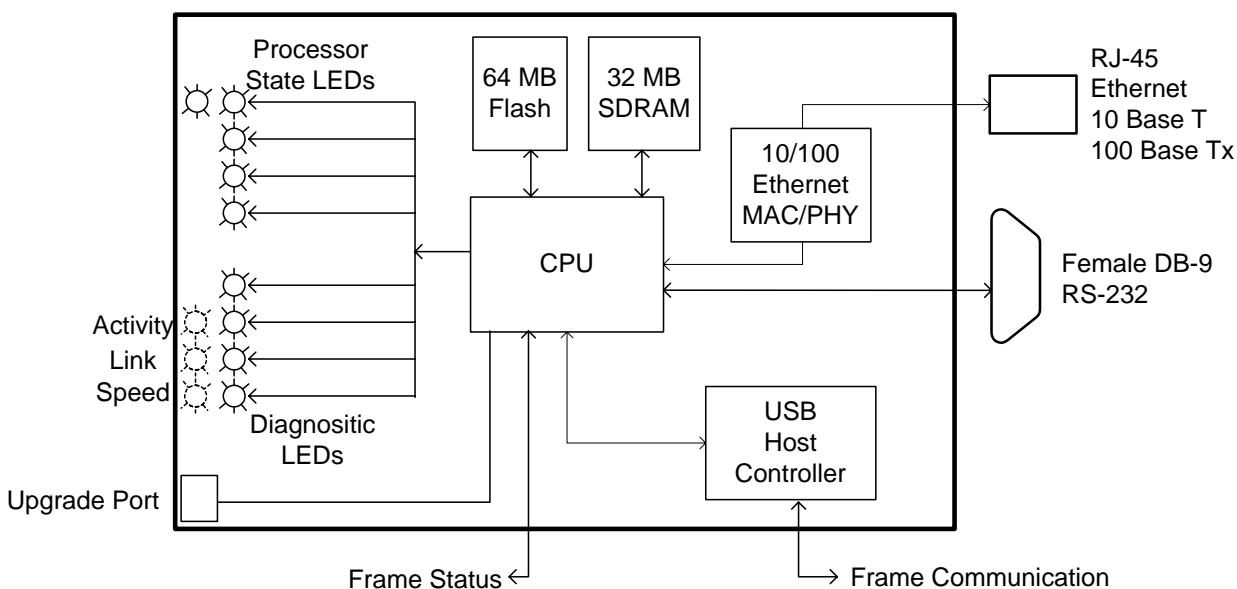 Processor
State LEDs
64 MB
Flash
32 MB
SDRAM
10/100
Ethernet
MAC/PHY
RJ-45
Ethernet
10 Base T
100 Base Tx
CPU
Female DB-9
RS-232
Activity
Link
Speed
Diagnositic
LEDs
USB
Host
Controller
Upgrade Port
Frame Status
Frame Communication